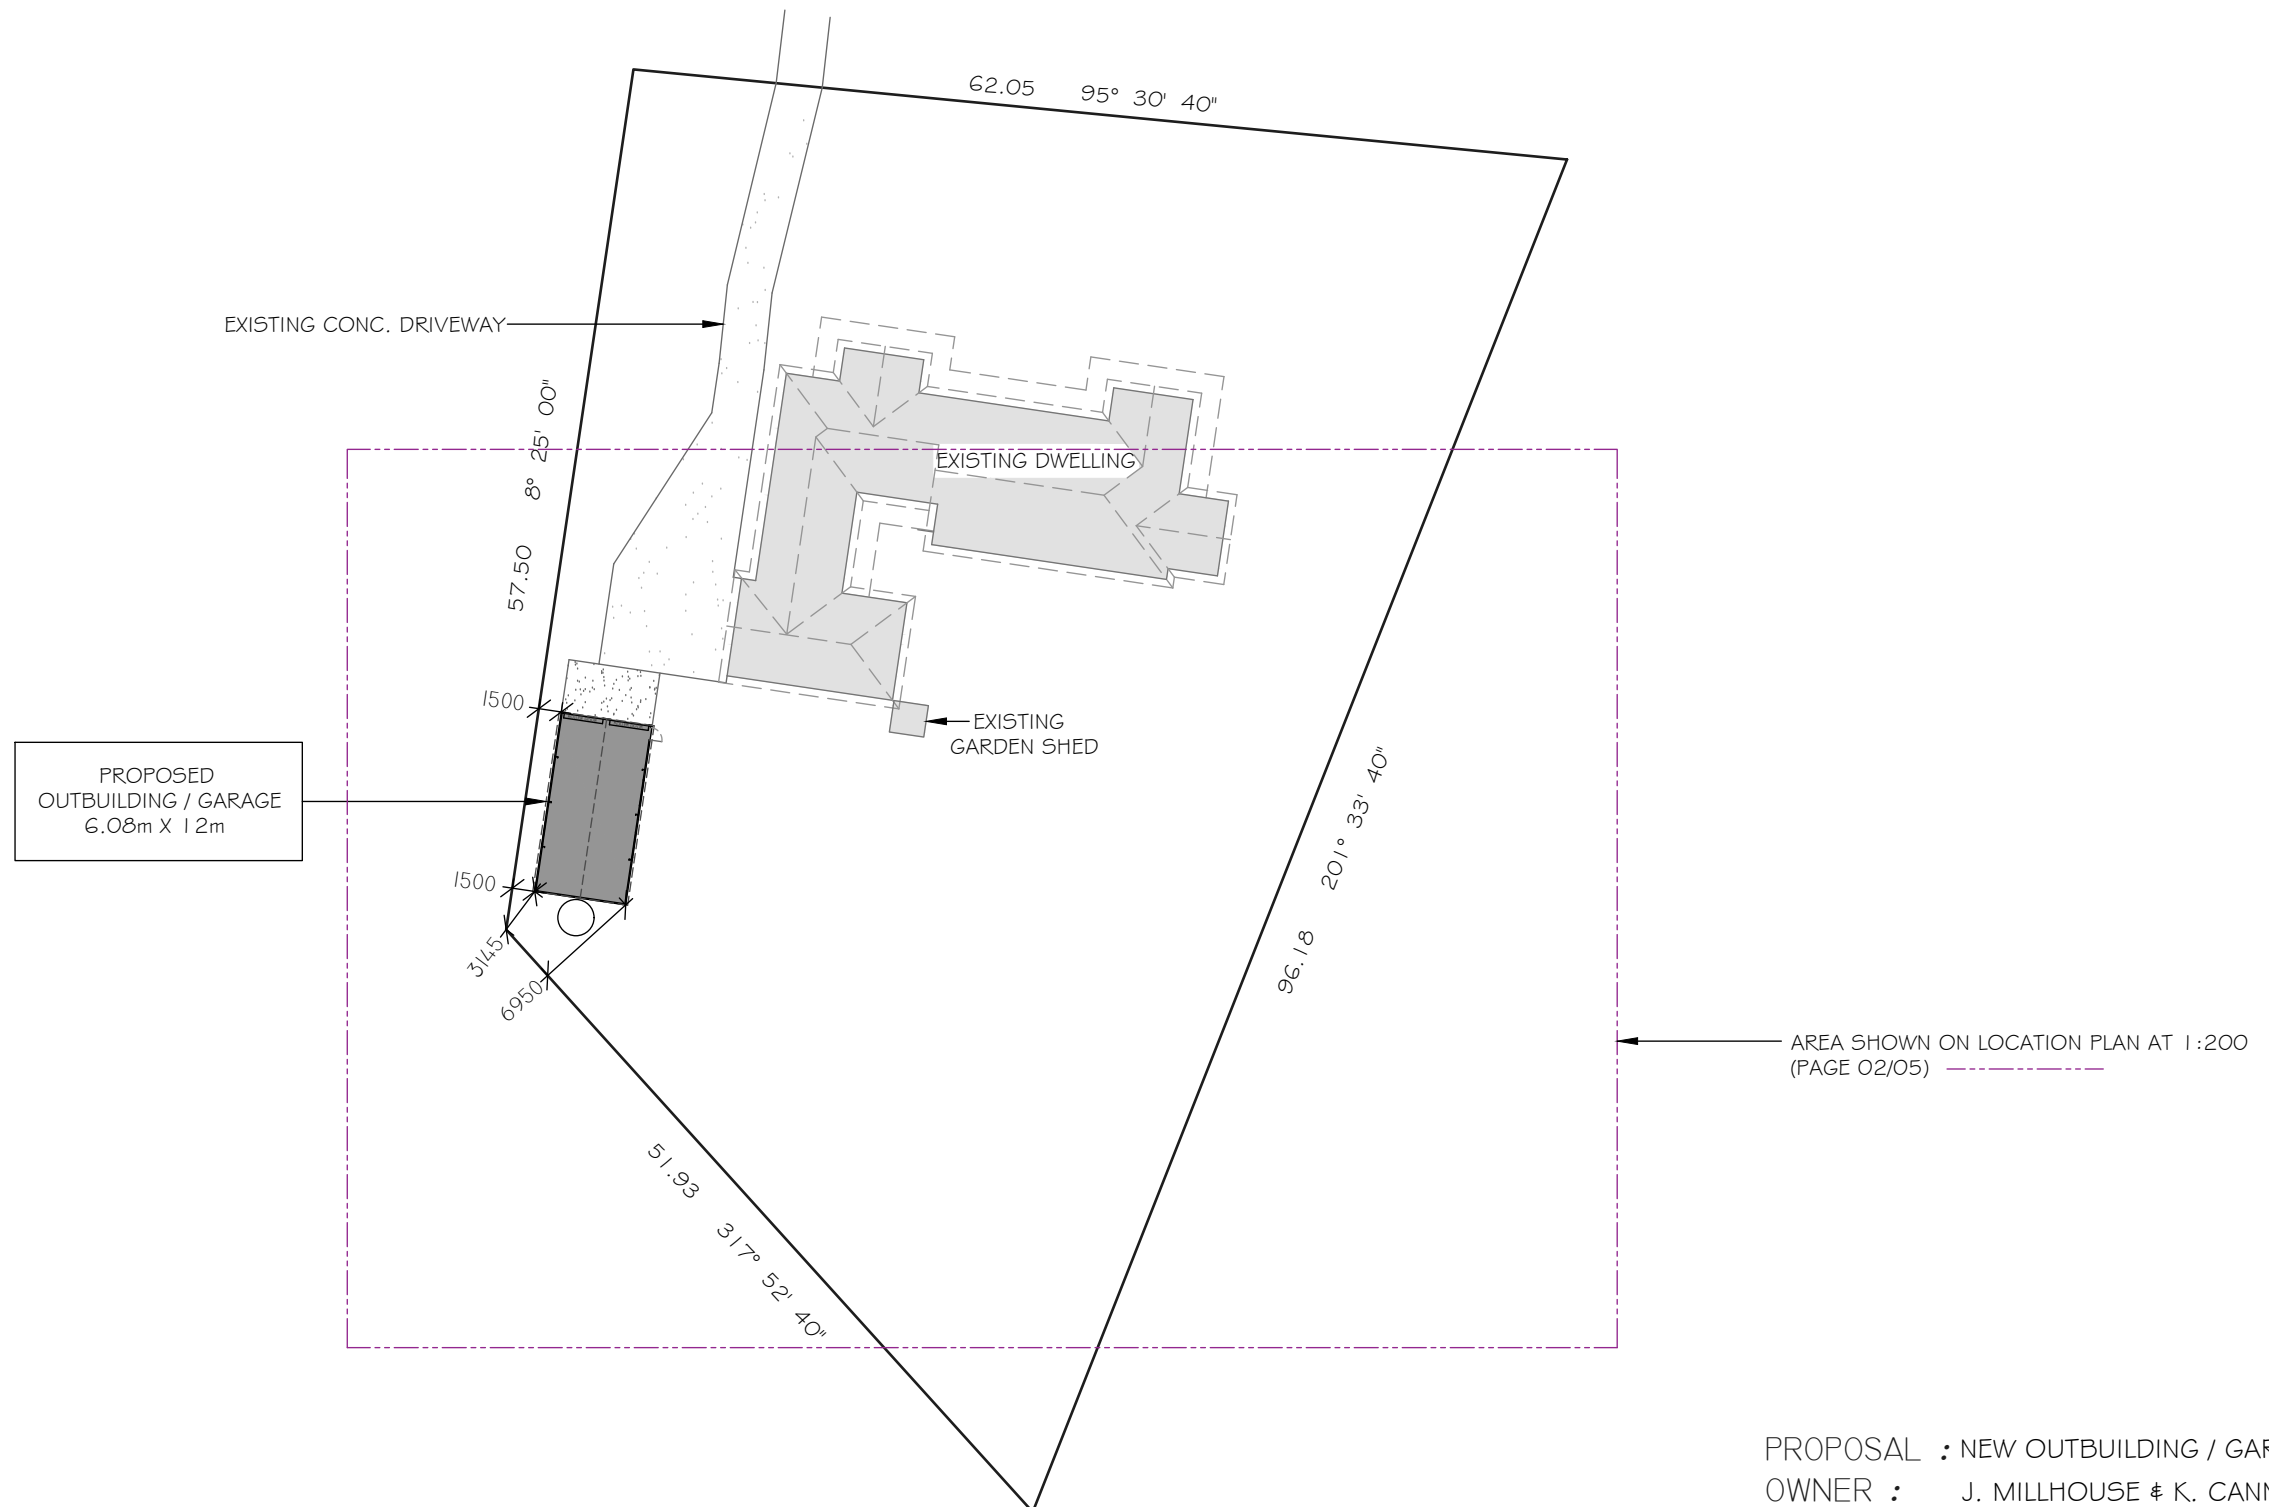 62.05 95° 30' 40"
EXISTING CONC. DRIVEWAY
8° 25' 00"
57.50
EXISTING DWELLING
1500
EXISTING
GARDEN SHED
PROPOSED
OUTBUILDING / GARAGE
6.08m X 12m
1500
3145
6950
201° 33' 40"
96.18
AREA SHOWN ON LOCATION PLAN AT 1:200
(PAGE 02/05)
51.93 317° 52' 40"
PROPOSAL : NEW OUTBUILDING / GAR
OWNER : J. MILLHOUSE & K. CANN